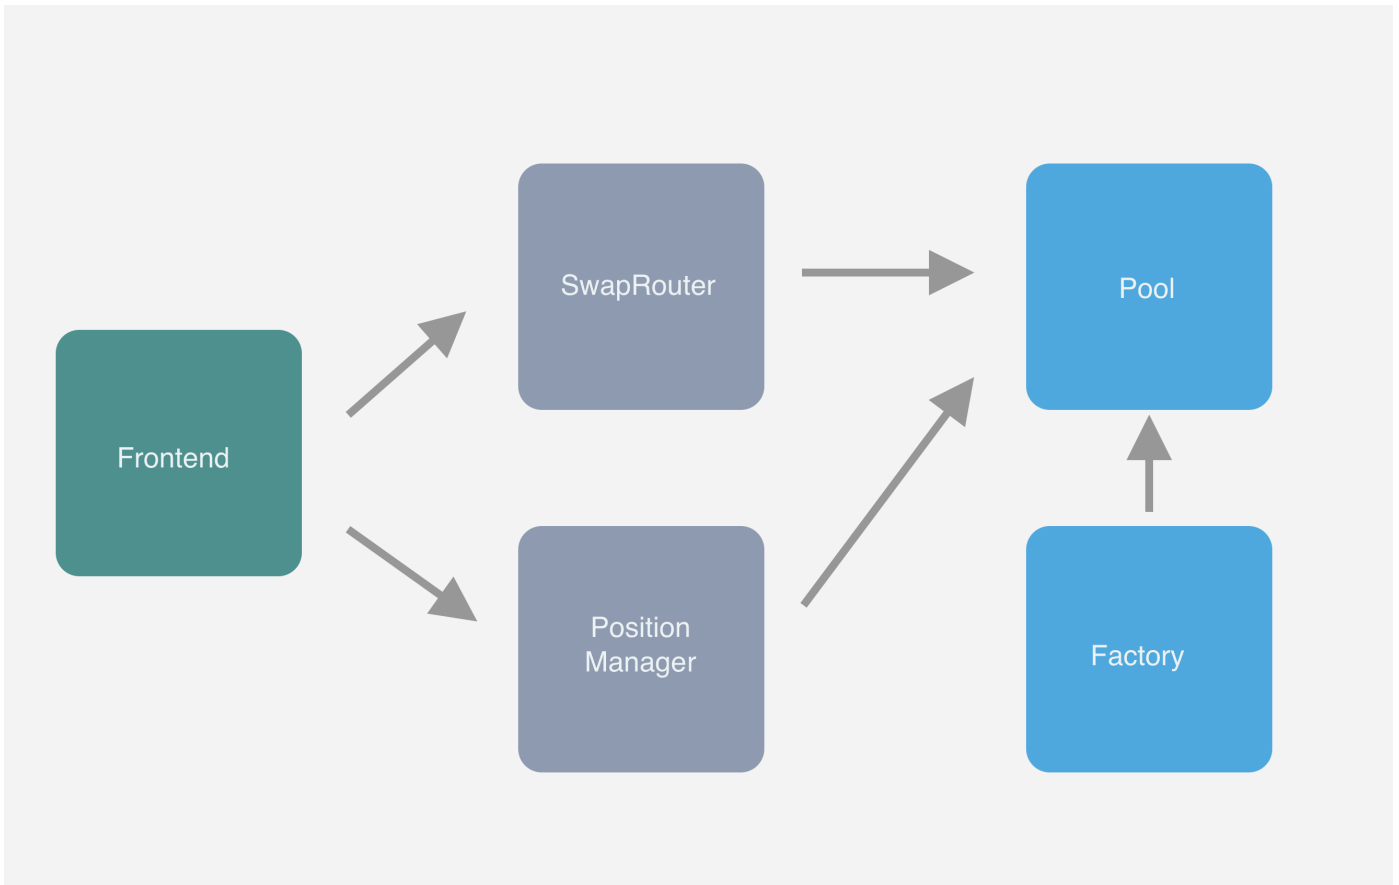 SwapRouter
Pool
Frontend
Position
Manager
Factory